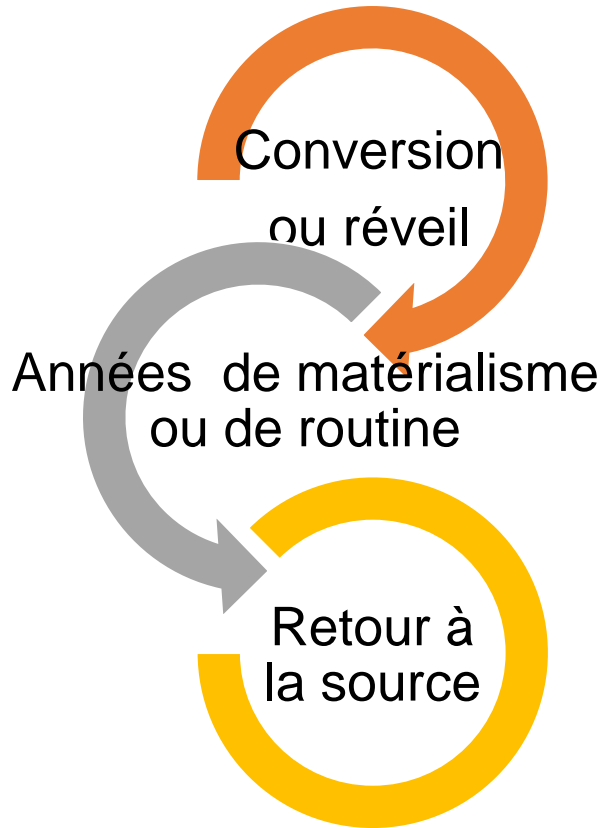 Conversion
ou réveil
Années  de matérialisme
ou de routine
Retour à
la source